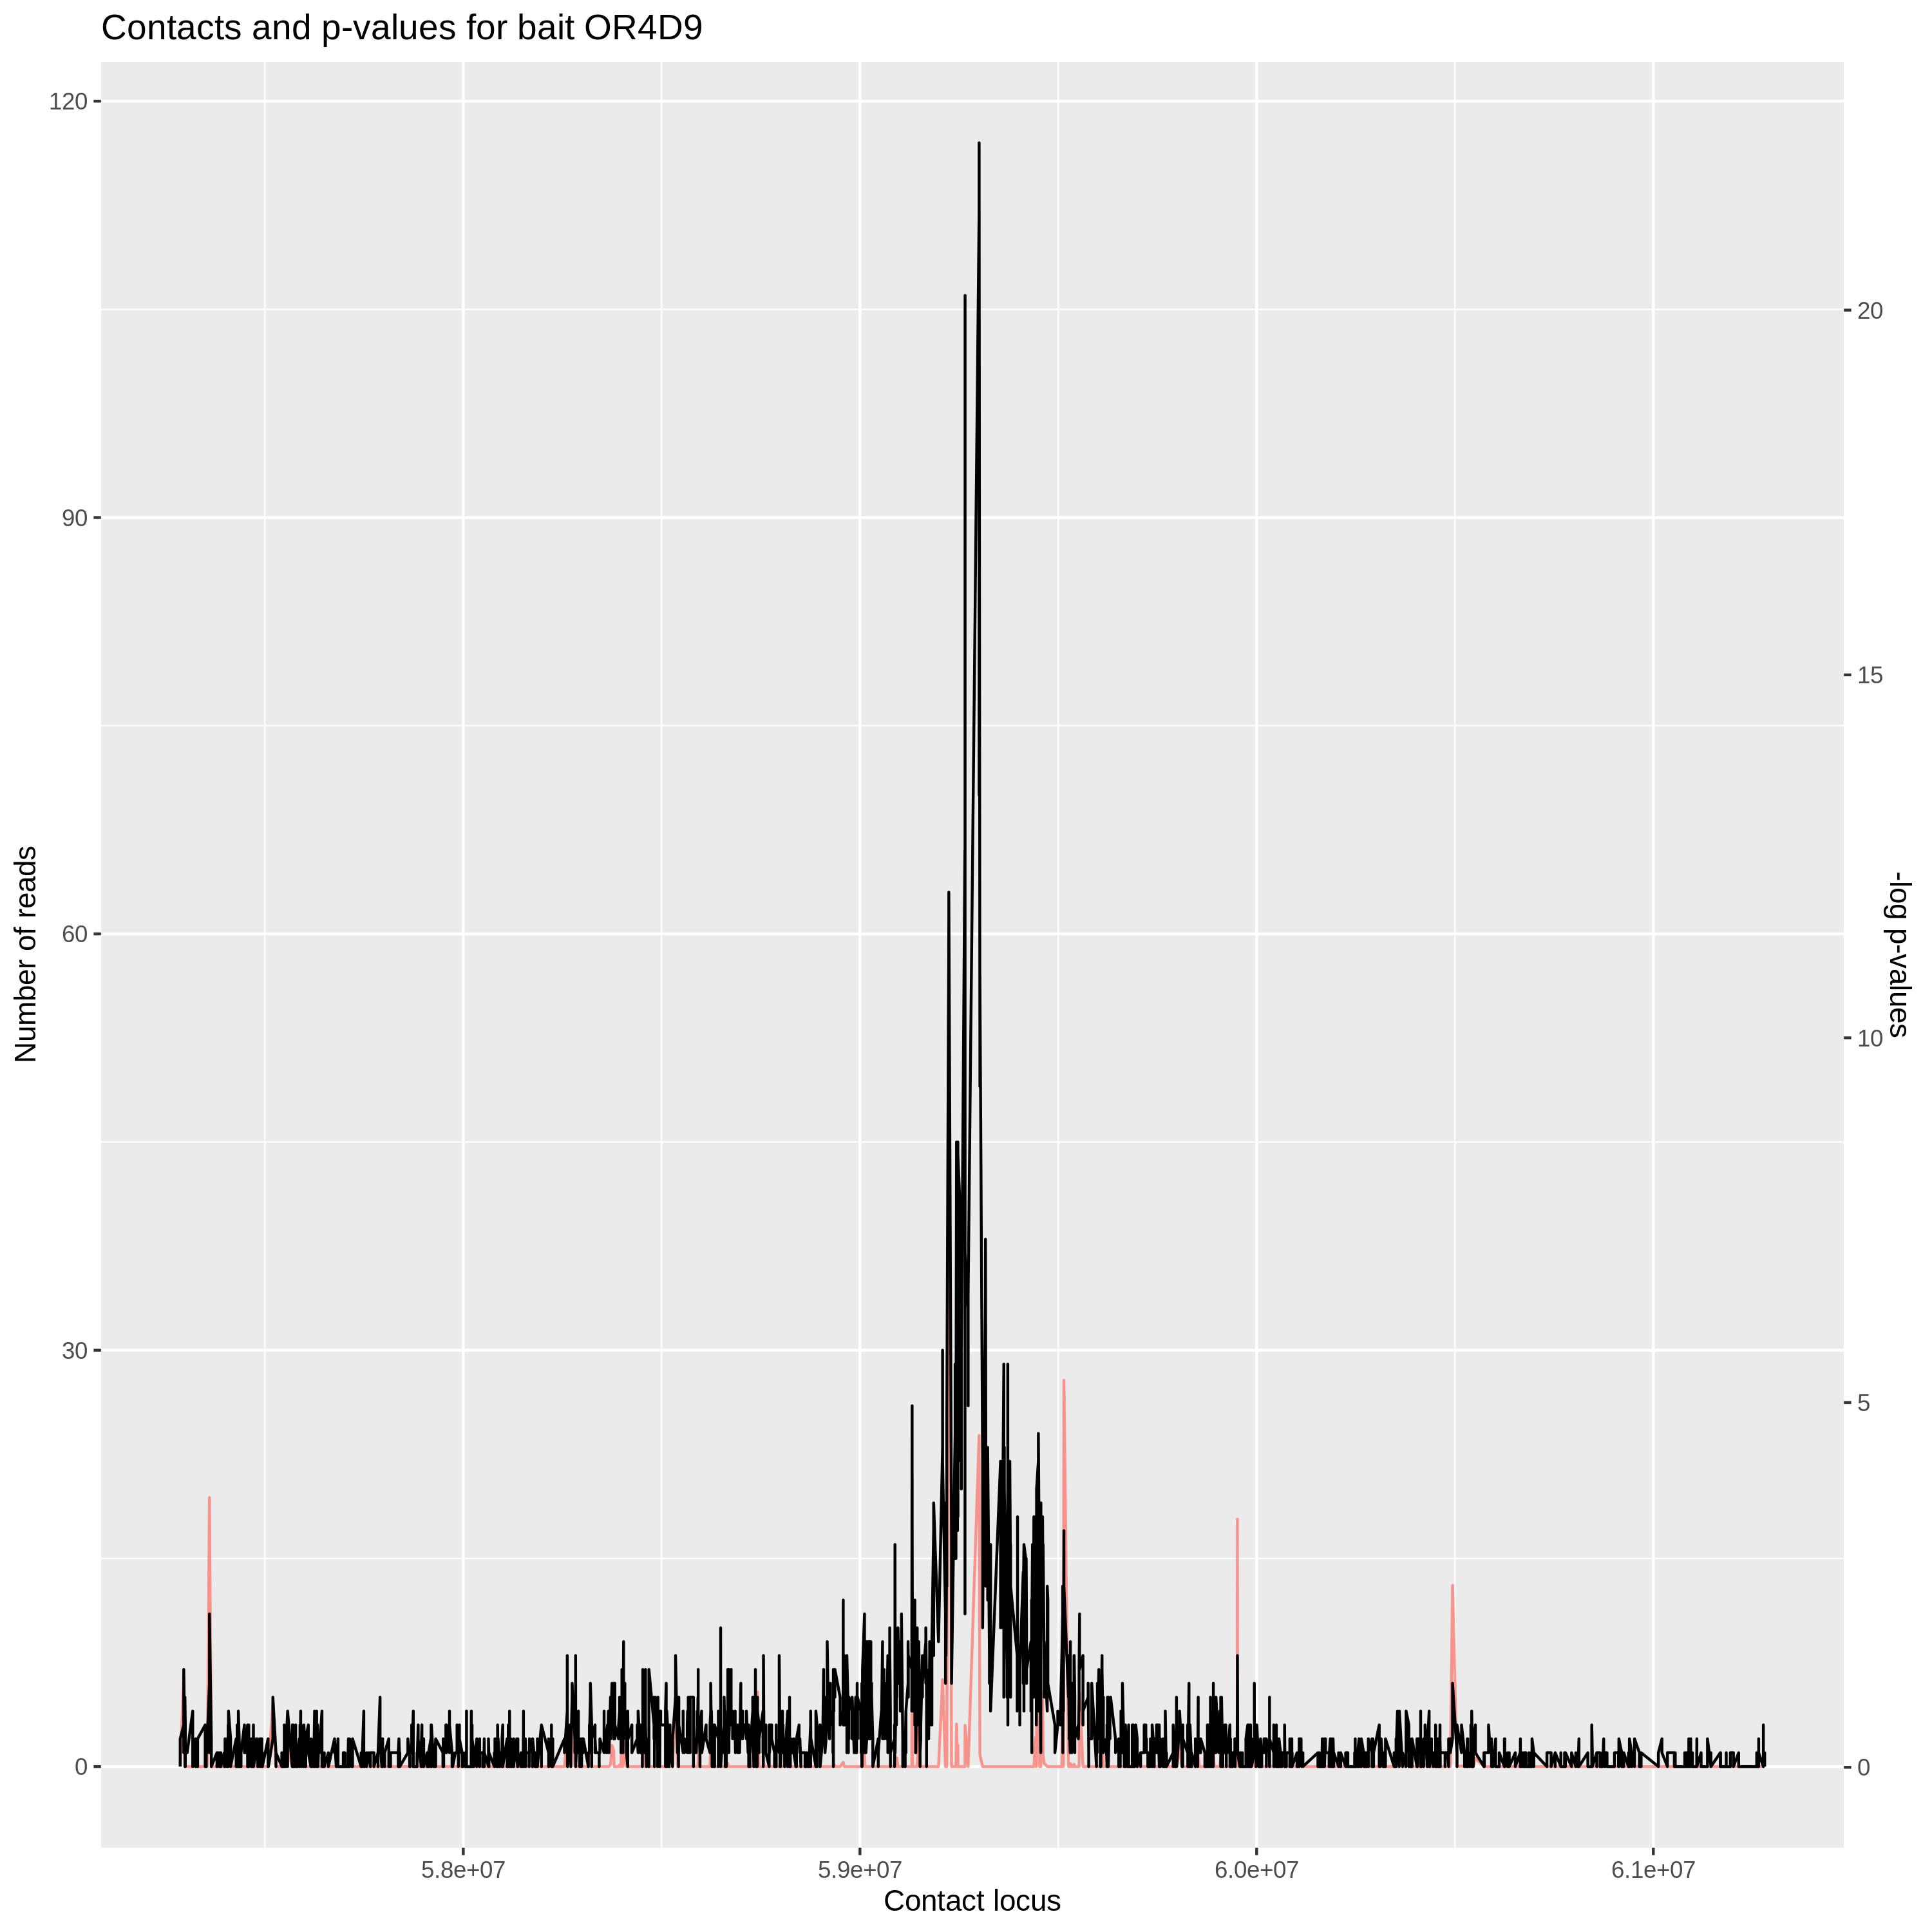 Contacts and p-values for bait OR4D9
120
90
60
30
0
Number of reads
20
15
10
5
0
-log p-values
5.8e+07
5.9e+07
6.0e+07
6.1e+07
Contact locus